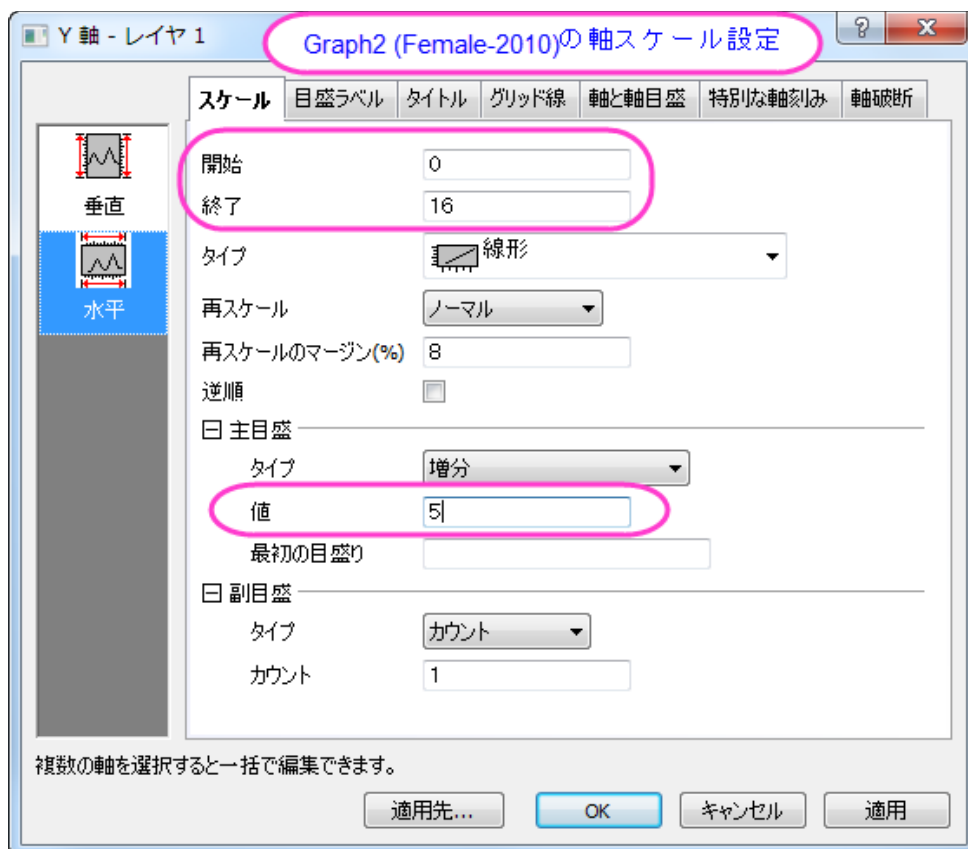 Y 軸 - レイヤ 1
Graph2 (Female-2010)の軸スケール設定
スケール 目盛ラベル タイトル グリッド線 軸と軸目盛 特別な軸刻み 軸破断
垂直
水平
開始 0
終了 16
タイプ 線形
再スケール ノーマル
再スケールのマージン(%) 8
逆順
主目盛
タイプ 増分
値 5
最初の目盛り
副目盛
タイプ カウント
カウント 1
複数の軸を選択すると一括で編集できます。
適用先... OK キャンセル 適用